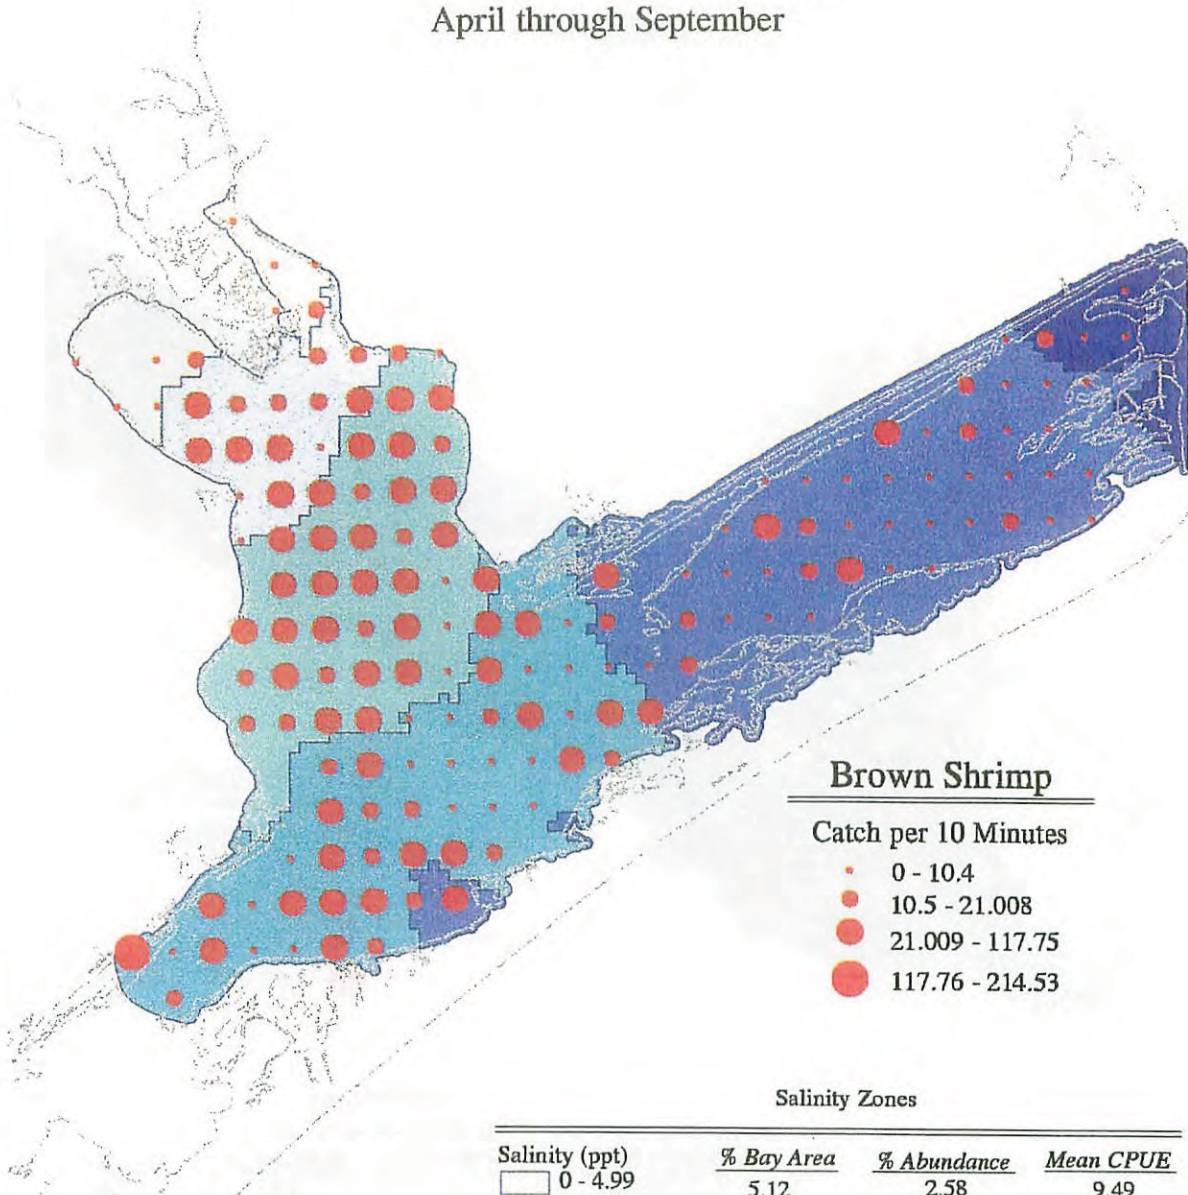 April through September
Brown Shrimp
Catch per 10 Minutes
0 - 10.4
10.5 - 21.008
21.009 - 117.75
117.76 - 214.53
Salinity Zones
Salinity (ppt) % Bay Area % Abundance Mean CPUE
0 - 4.99 5.12 2.58 9.49